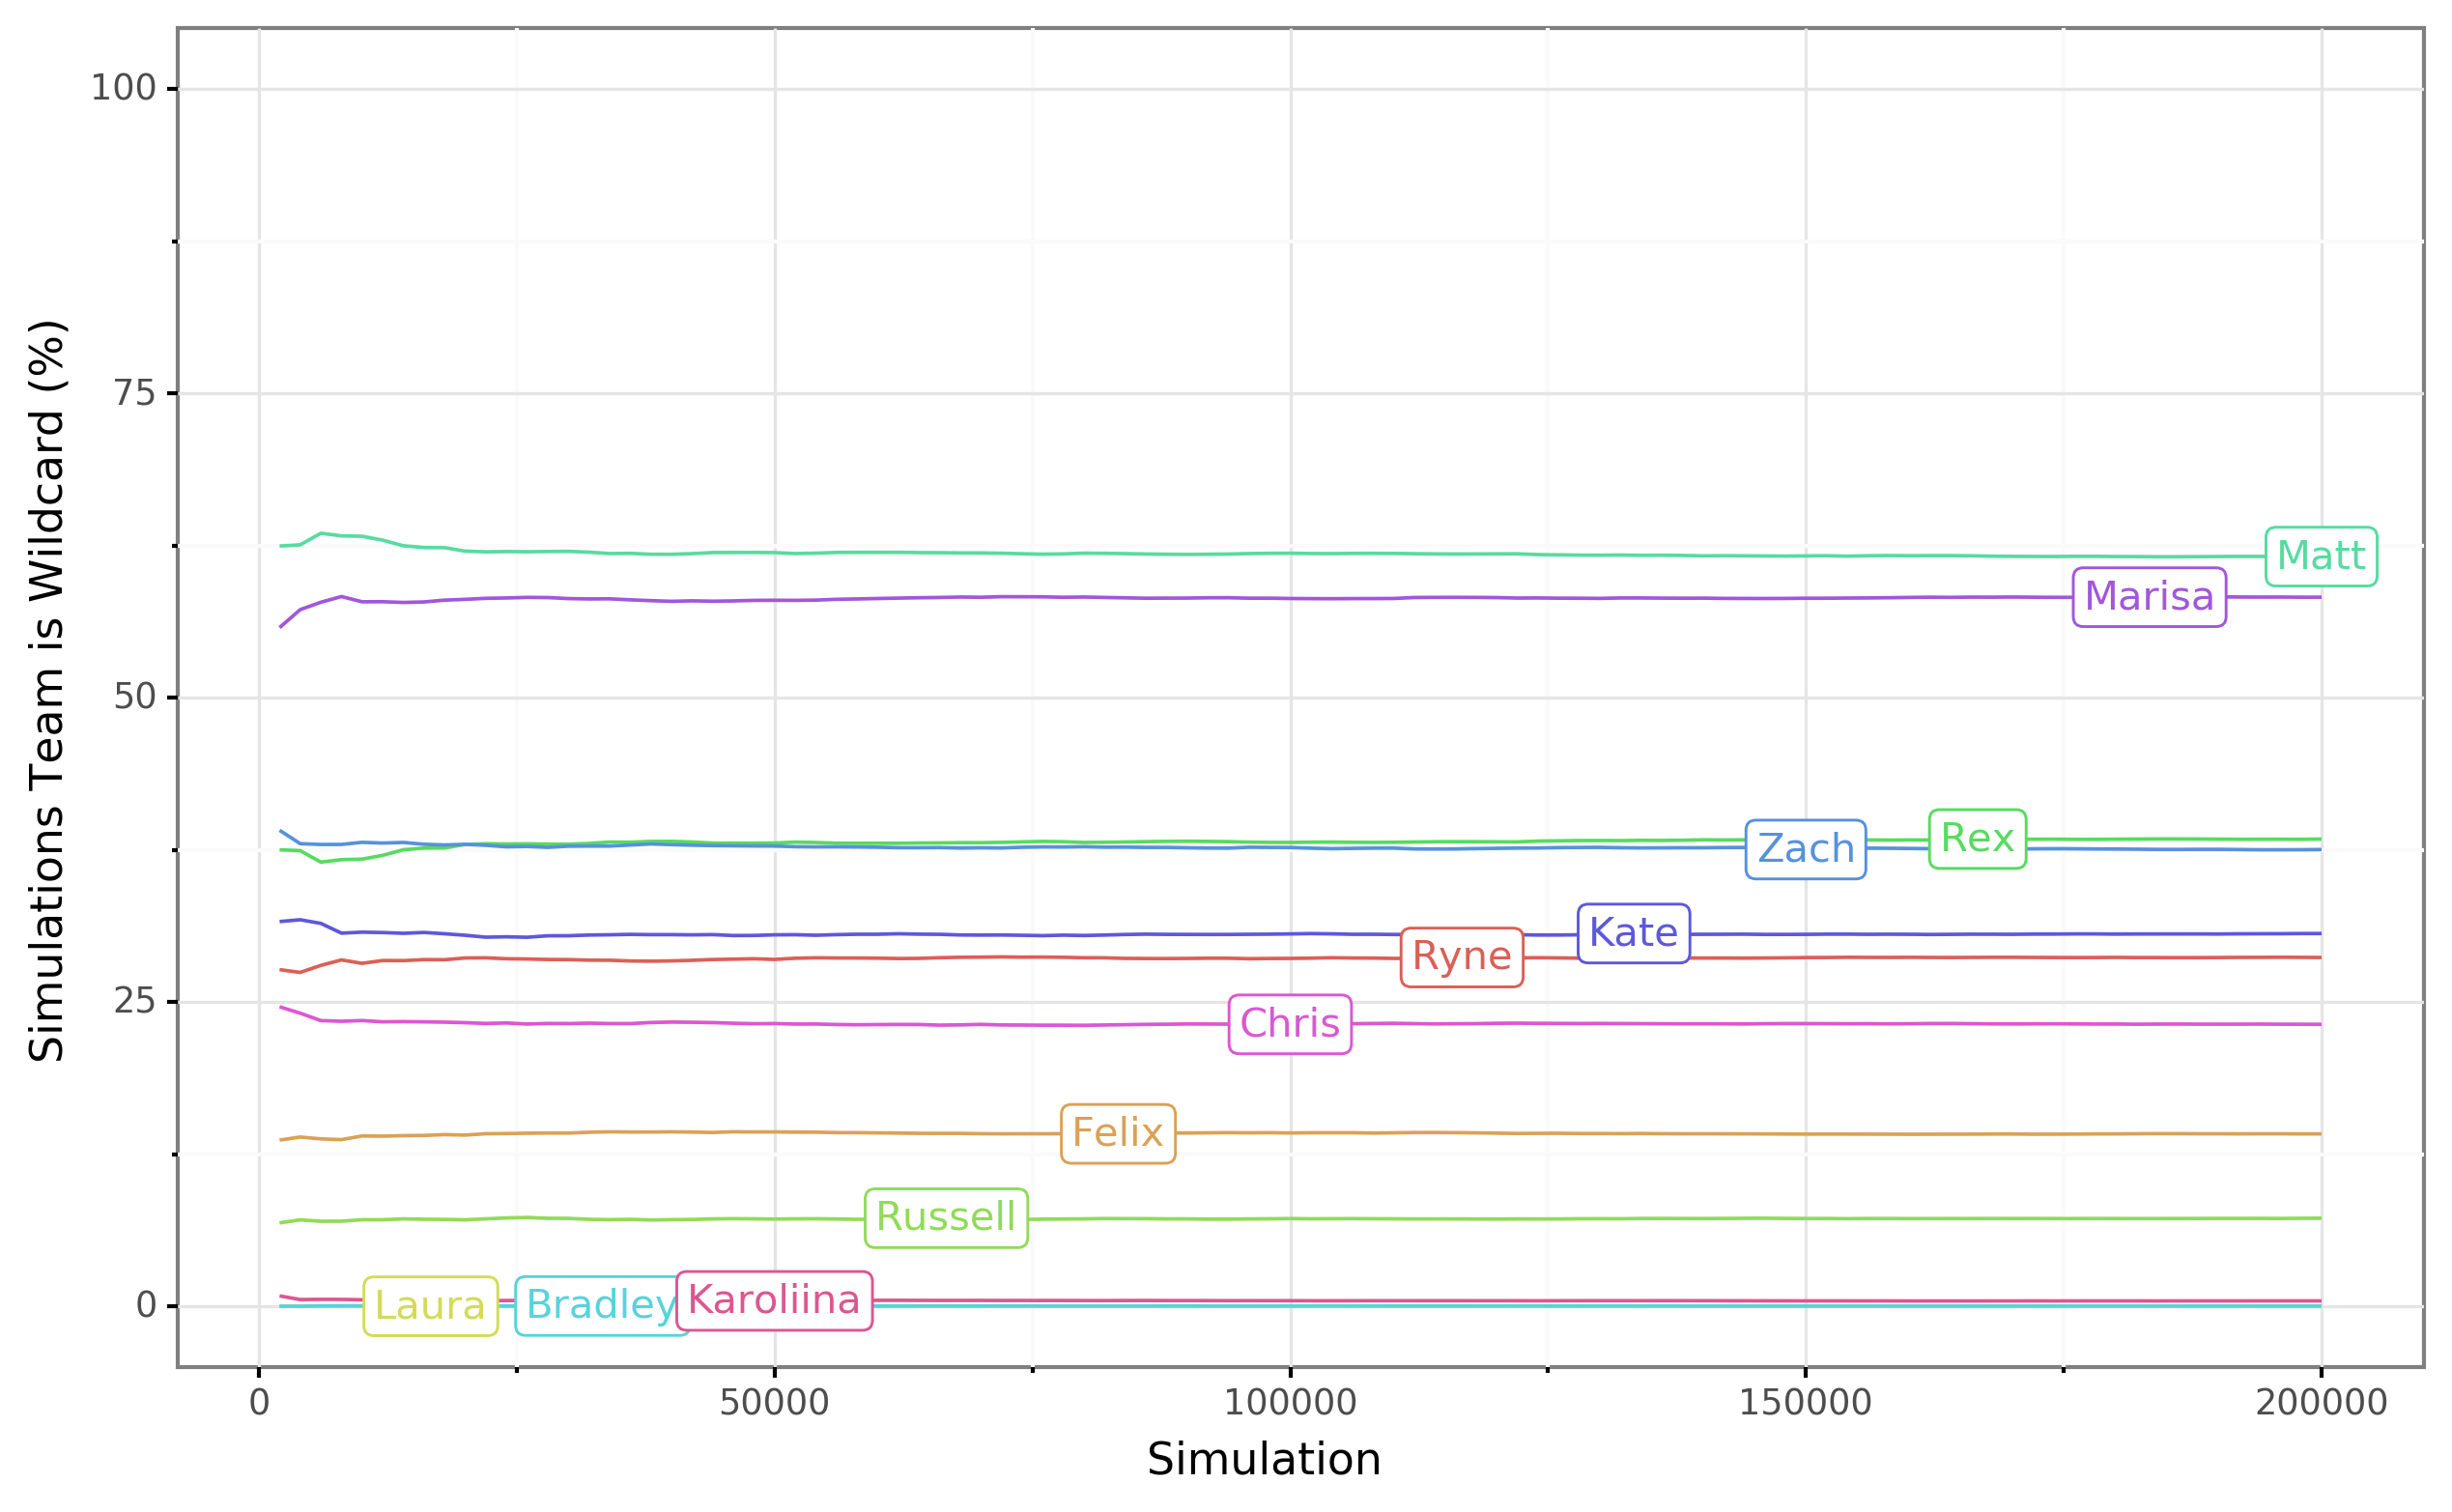 100
75
50
25
0
Simulations Team is Wildcard (%)
Matt
Marisa
Rex
Zach
Kate
Ryne
Chris
Felix
Russell
Laura
Bradley
Karoliina
0
50000
100000
150000
200000
Simulation